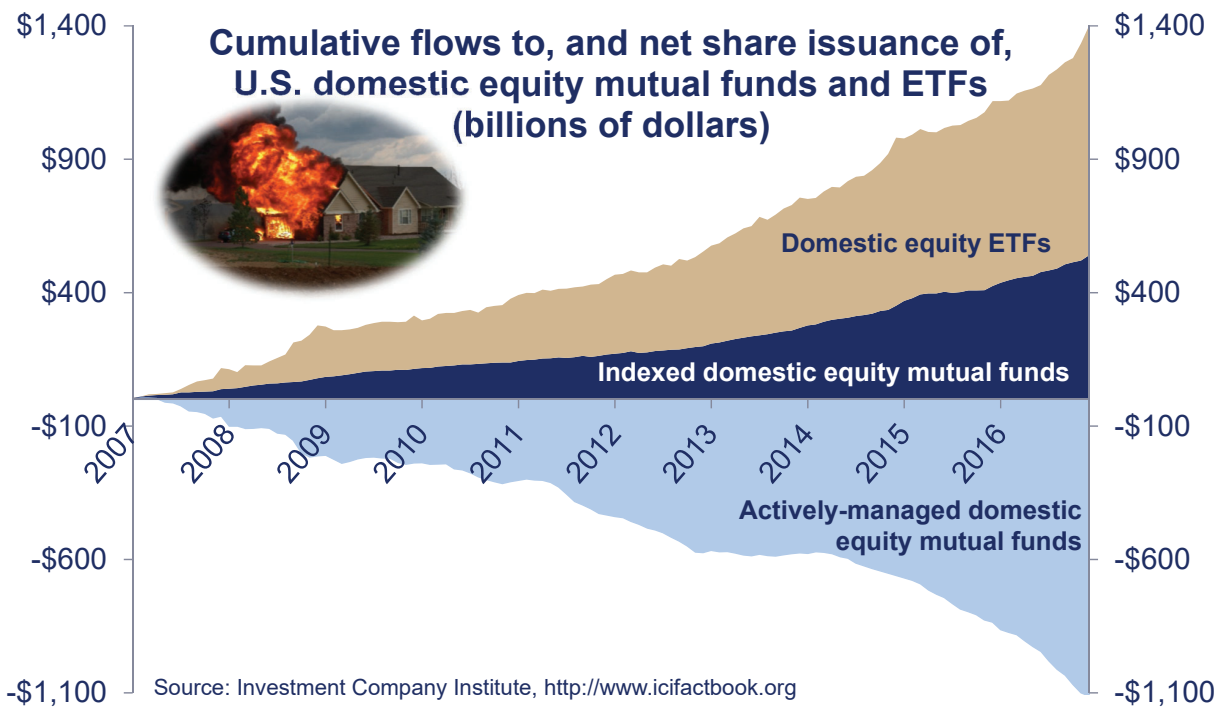 Cumulative flows to, and net share issuance of,
U.S. domestic equity mutual funds and ETFs
(billions of dollars)
$1,400
$900
$400
-$100
-$600
-$1,100
$1,400
$900
$400
-$100
-$600
-$1,100
Domestic equity ETFs
Indexed domestic equity mutual funds
2007
2008
2009
2010
2011
2012
2013
2014
2015
2016
Actively-managed domestic
equity mutual funds
Source: Investment Company Institute, http://www.icifactbook.org